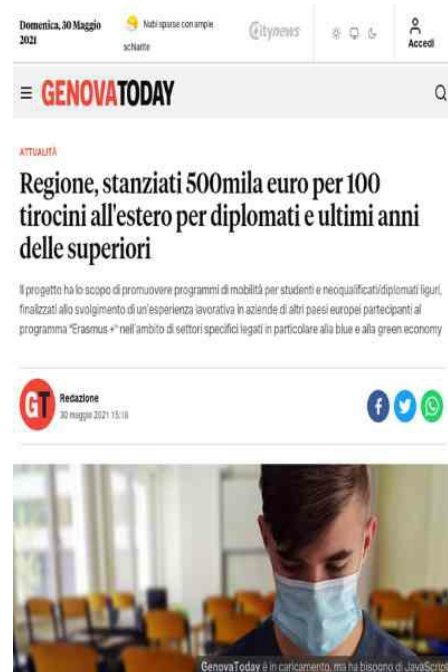 Domenica, 30 Maggio
2021
Nubi sparse con ampie
schiarite
Citynews
Accedi
GENOVATODAY
ATTUALITÀ
Regione, stanziati 500mila euro per 100
tirocini all'estero per diplomati e ultimi anni
delle superiori
Il progetto ha lo scopo di promuovere programmi di mobilità per studenti e neoqualificati/diplomati liguri,
finalizzati allo svolgimento di un'esperienza lavorativa in aziende di altri paesi europei partecipanti al
programma "Erasmus +" nell'ambito di settori specifici legati in particolare alla blue e alla green economy
GT
Redazione
30 maggio 2021 15:16
GenovaToday è in caricamento, ma ha bisogno di JavaScript